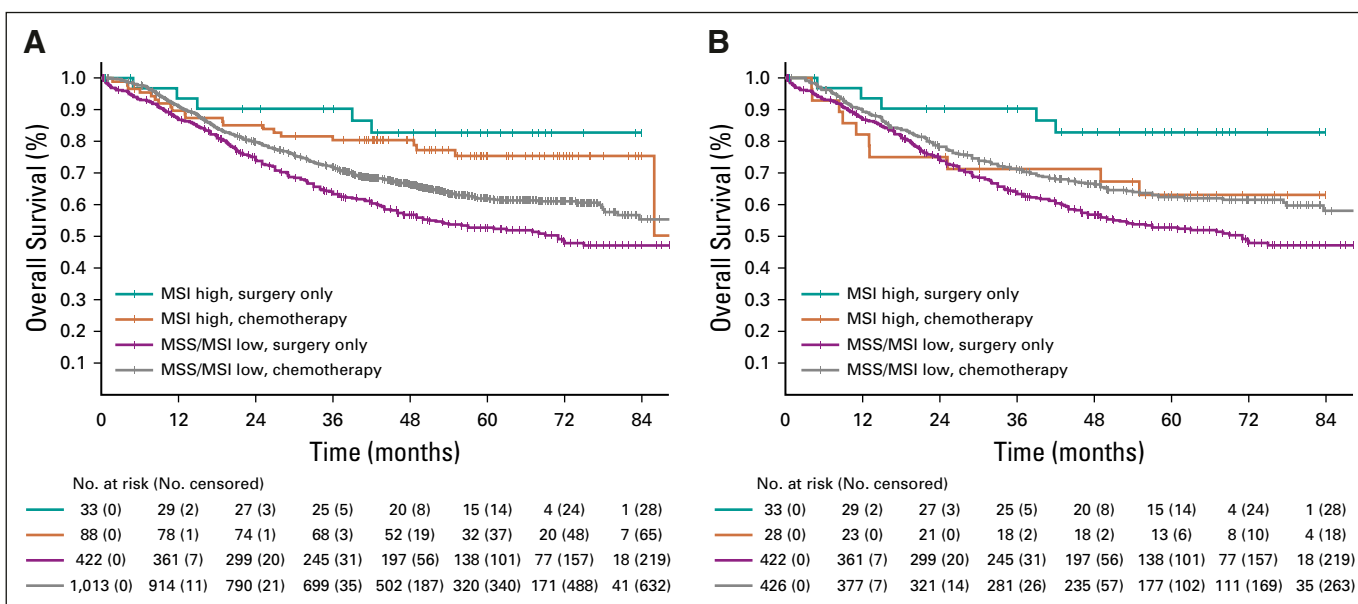 A
Overall Survival (%)
1.0
0.9
0.8
0.7
0.6
0.5
0.4
0.3
0.2
0.1
MSI high, surgery only
MSI high, chemotherapy
MSS/MSI low, surgery only
MSS/MSI low, chemotherapy
0 12 24 36 48 60 72 84
Time (months)
No. at risk (No. censored)
33 (0) 29 (2) 27 (3) 25 (5) 20 (8) 15 (14) 4 (24) 1 (28)
88 (0) 78 (1) 74 (1) 68 (3) 52 (19) 32 (37) 20 (48) 7 (65)
422 (0) 361 (7) 299 (20) 245 (31) 197 (56) 138 (101) 77 (157) 18 (219)
1,013 (0) 914 (11) 790 (21) 699 (35) 502 (187) 320 (340) 171 (488) 41 (632)
B
Overall Survival (%)
1.0
0.9
0.8
0.7
0.6
0.5
0.4
0.3
0.2
0.1
MSI high, surgery only
MSI high, chemotherapy
MSS/MSI low, surgery only
MSS/MSI low, chemotherapy
0 12 24 36 48 60 72 84
Time (months)
No. at risk (No. censored)
33 (0) 29 (2) 27 (3) 25 (5) 20 (8) 15 (14) 4 (24) 1 (28)
28 (0) 23 (0) 21 (0) 18 (2) 18 (2) 13 (6) 8 (10) 4 (18)
422 (0) 361 (7) 299 (20) 245 (31) 197 (56) 138 (101) 77 (157) 18 (219)
426 (0) 377 (7) 321 (14) 281 (26) 235 (57) 177 (102) 111 (169) 35 (263)